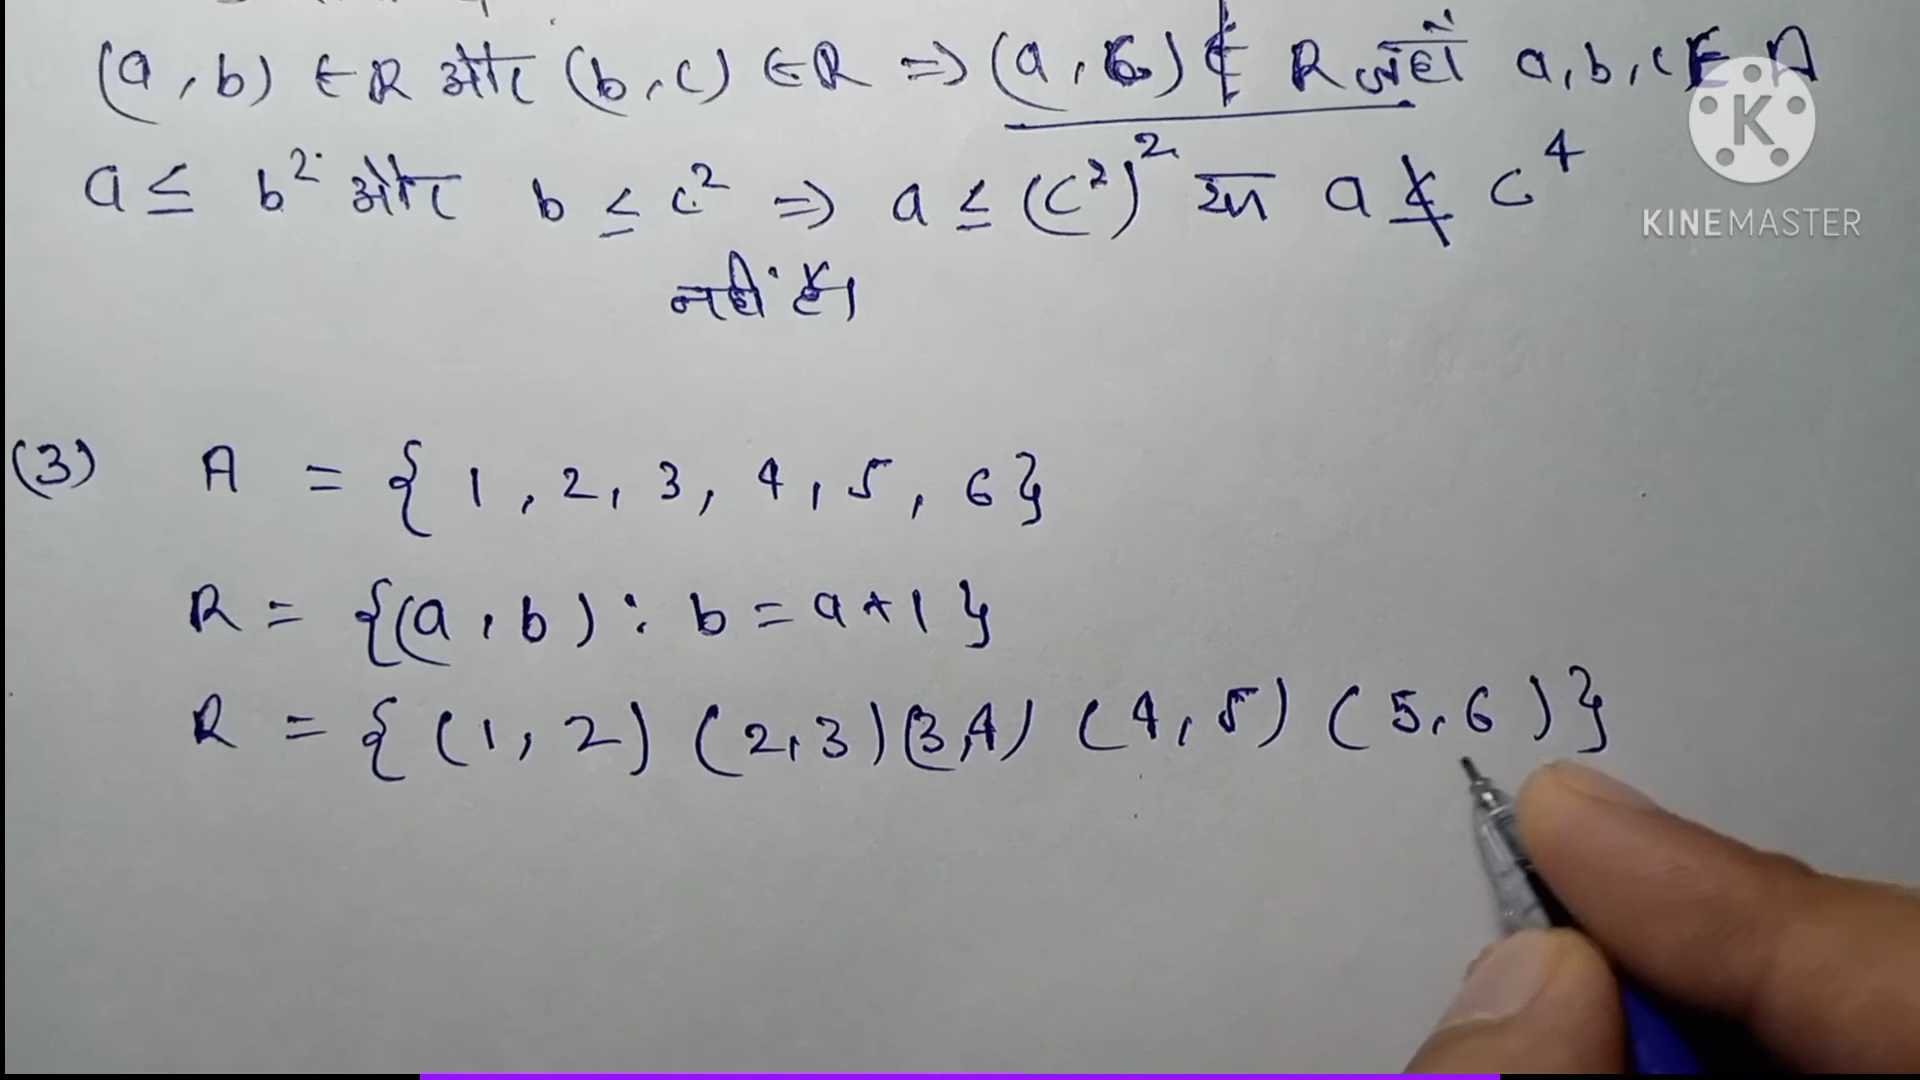 (a, b) ∈ R और (b, c) ∈ R ⇒ (a, c) ∉ R जहाँ a, b, c ∈ A
a ≤ b² और b ≤ c² ⇒ a ≤ (c²)² या a ≰ c⁴
नहीं है।
K
KINEMASTER
(3) A = {1, 2, 3, 4, 5, 6}
R = {(a, b) : b = a + 1}
R = {(1, 2) (2, 3) (3, 4) (4, 5) (5, 6)}